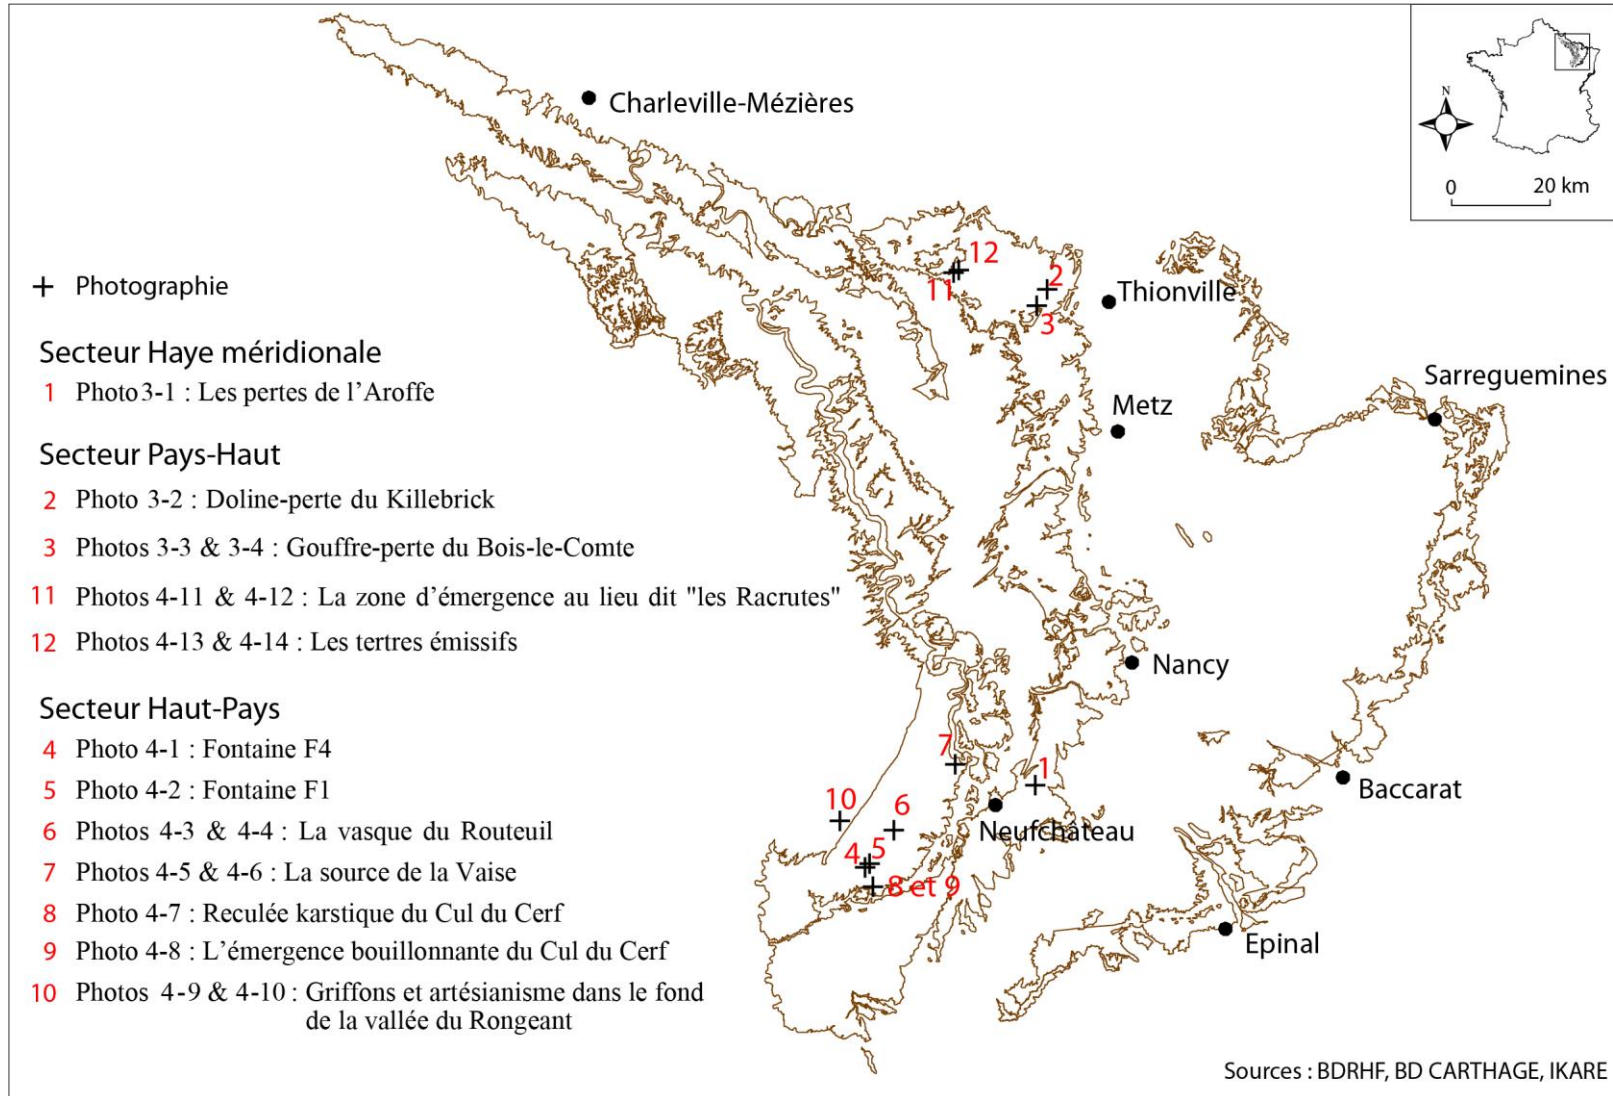 Charleville-Mézières
N
0 20 km
Photographie
12
11
2
3
Thionville
Secteur Haye méridionale
1 Photo 3-1 : Les pertes de l'Aroffe
Sarreguemines
Metz
Secteur Pays-Haut
2 Photo 3-2 : Doline-perte du Killebrick
3 Photos 3-3 & 3-4 : Gouffre-perte du Bois-le-Comte
11 Photos 4-11 & 4-12 : La zone d'émergence au lieu dit "les Racrutes"
12 Photos 4-13 & 4-14 : Les tertres émissifs
Nancy
Secteur Haut-Pays
4 Photo 4-1 : Fontaine F4
5 Photo 4-2 : Fontaine F1
6 Photos 4-3 & 4-4 : La vasque du Routeuil
7 Photos 4-5 & 4-6 : La source de la Vaise
8 Photo 4-7 : Reculée karstique du Cul du Cerf
9 Photo 4-8 : L'émergence bouillonnante du Cul du Cerf
10 Photos 4-9 & 4-10 : Griffons et artésianisme dans le fond
de la vallée du Rongeant
7
1
Baccarat
10
6
Neufchâteau
4
5
8 et 9
Epinal
Sources : BDRHF, BD CARTHAGE, IKARE